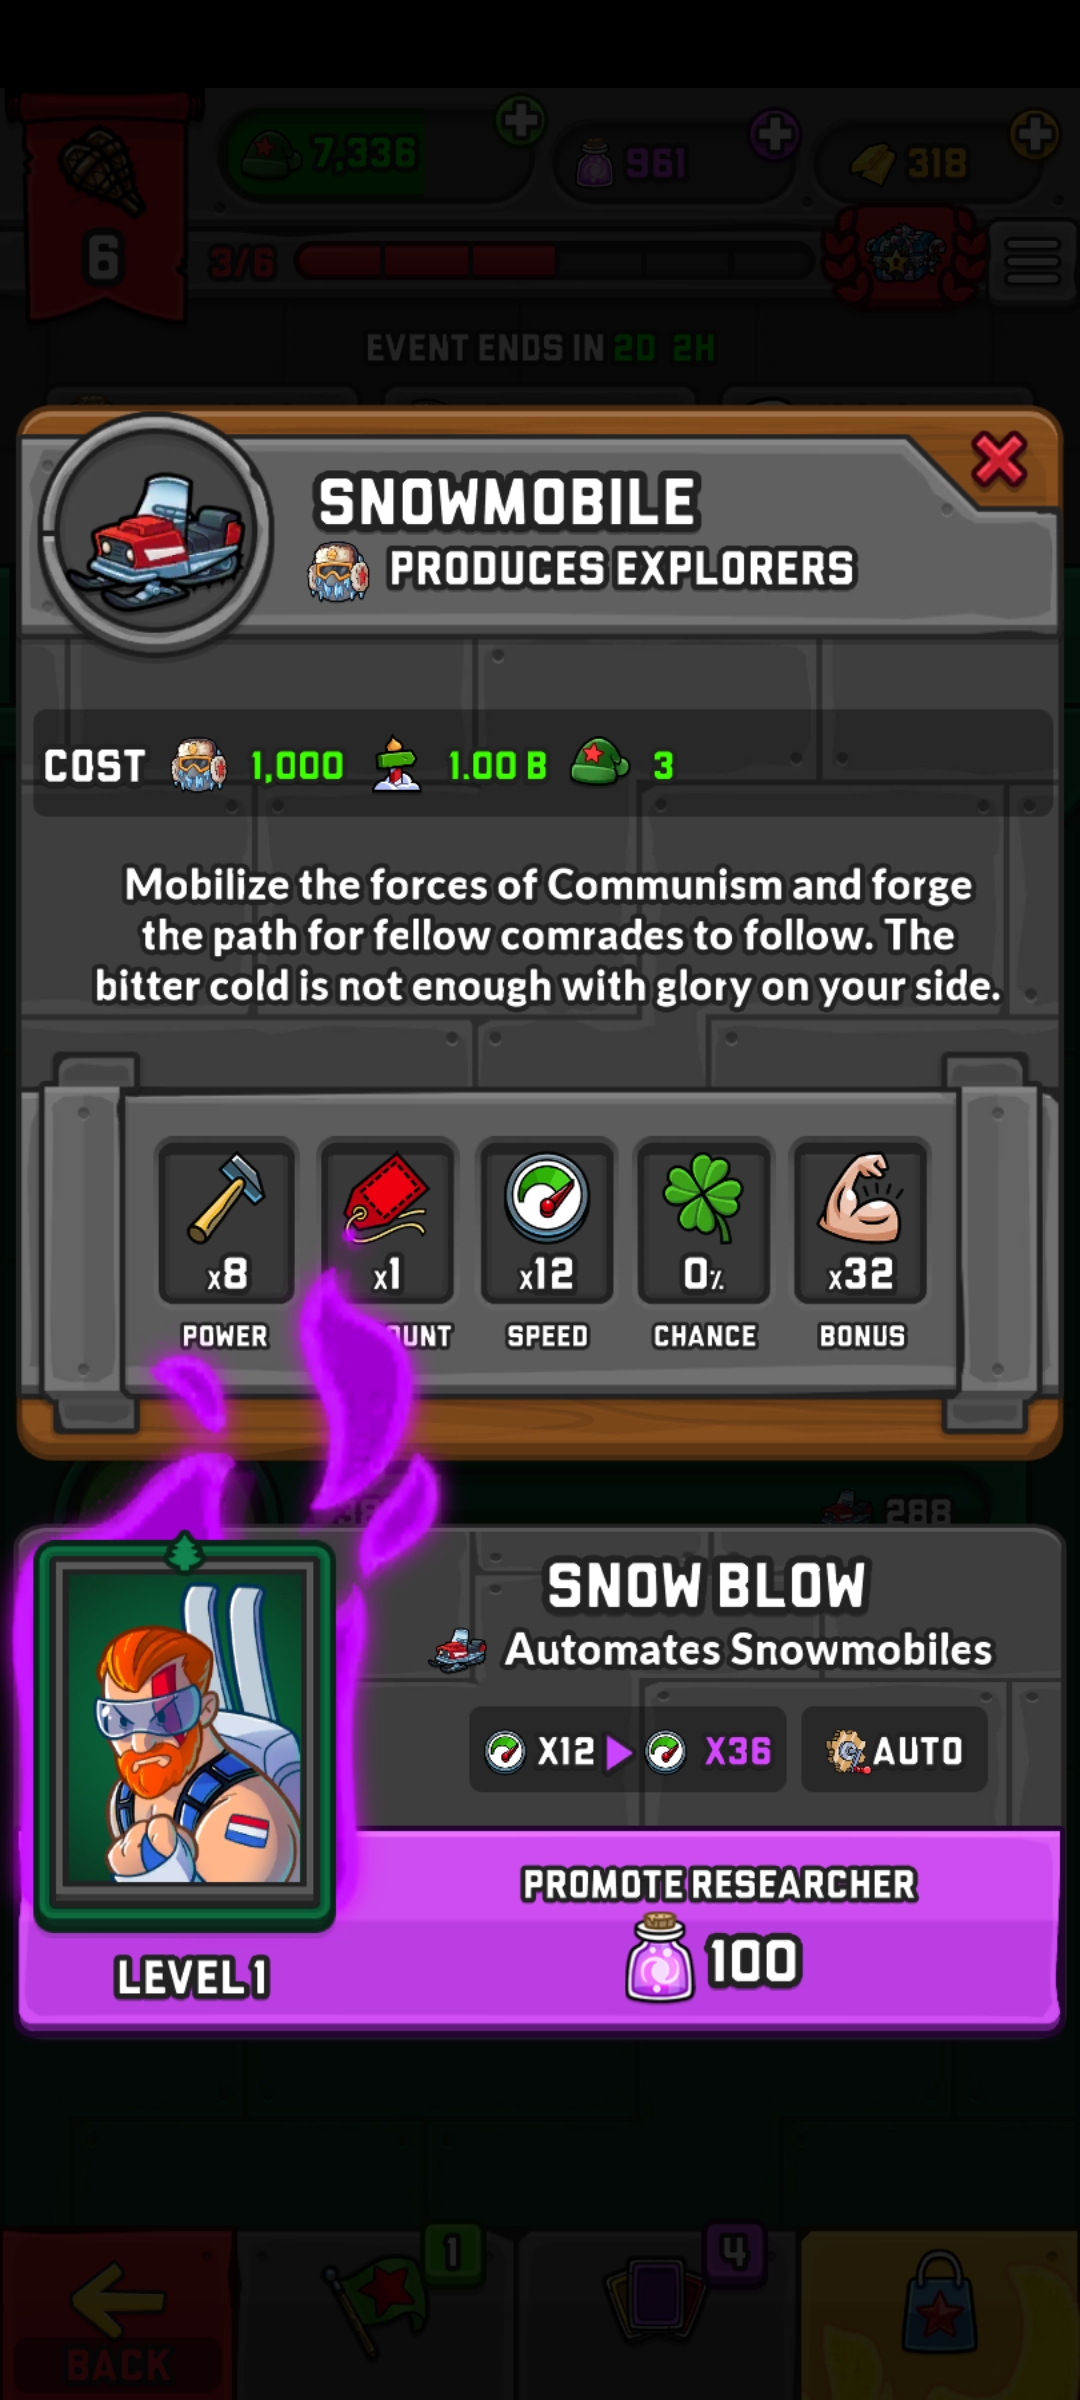 7,336
961
318
6
3/6
EVENT ENDS IN 2D 2H
SNOWMOBILE
PRODUCES EXPLORERS
COST 1,000 1.00 B 3
Mobilize the forces of Communism and forge
the path for fellow comrades to follow. The
bitter cold is not enough with glory on your side.
x8 x1 x12 0% x32
POWER OUNT SPEED CHANCE BONUS
288
SNOW BLOW
Automates Snowmobiles
X12 X36 AUTO
PROMOTE RESEARCHER
100
LEVEL 1
1
4
BACK